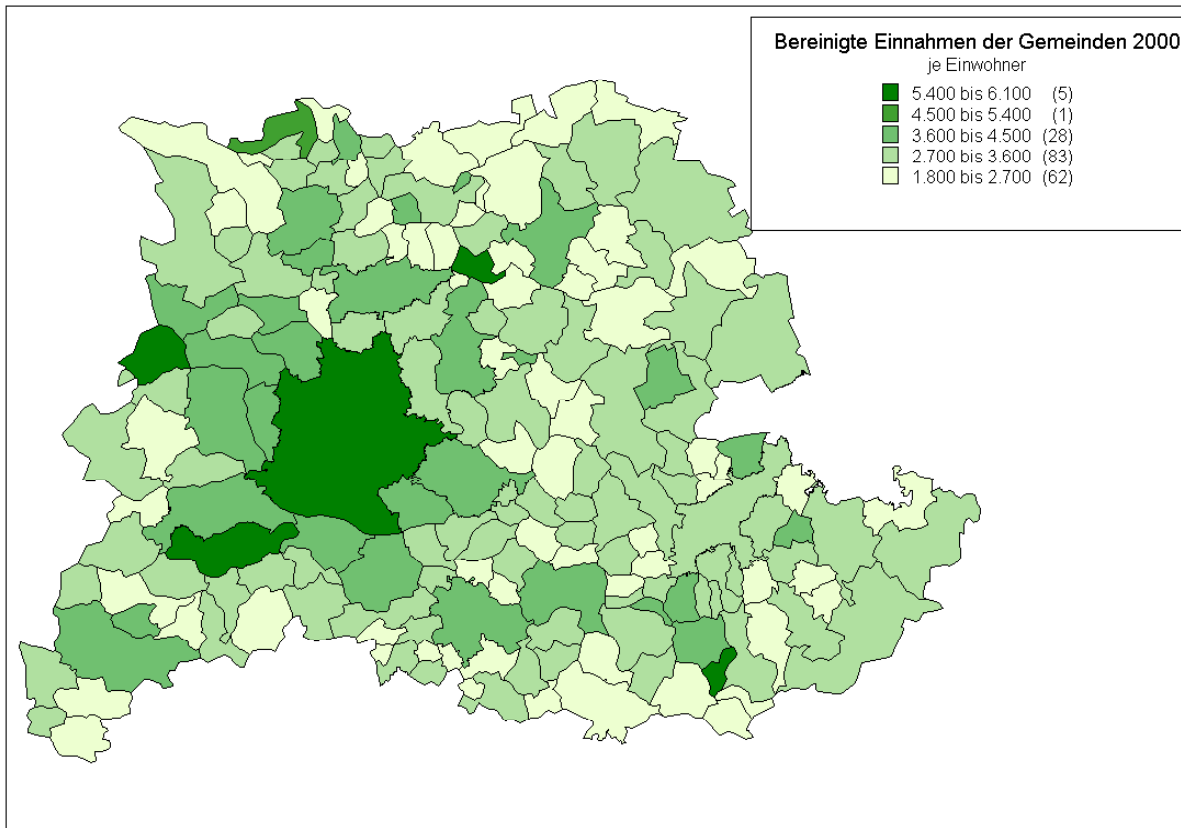 Bereinigte Einnahmen der Gemeinden 2000
je Einwohner
5.400 bis 6.100 (5)
4.500 bis 5.400 (1)
3.600 bis 4.500 (28)
2.700 bis 3.600 (83)
1.800 bis 2.700 (62)